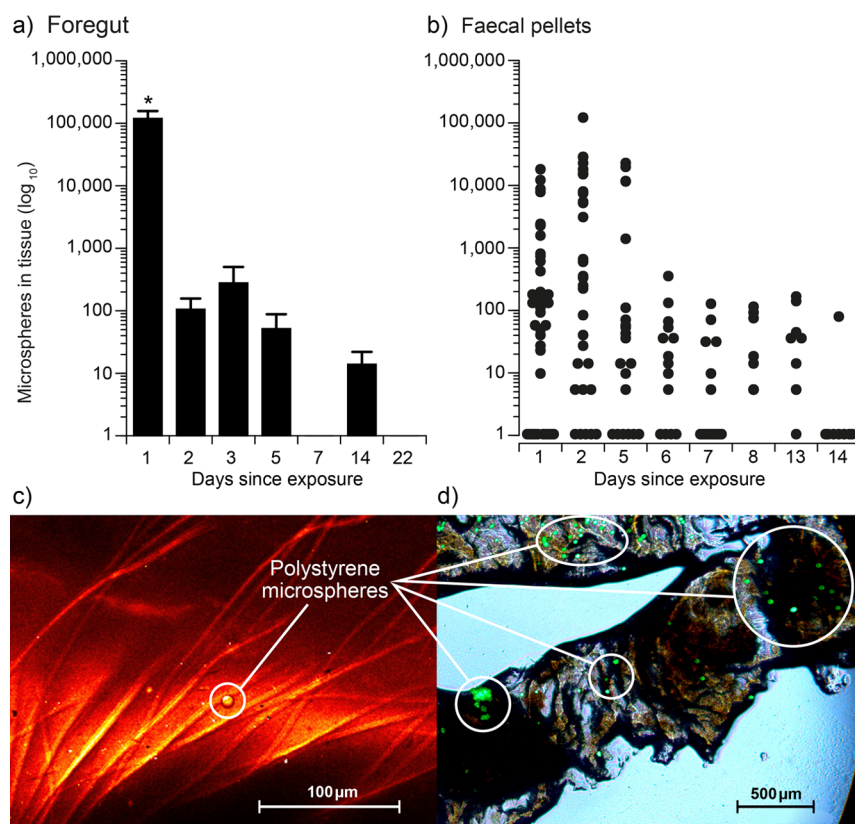 a) Foregut
b) Faecal pellets
Microspheres in tissue (log10)
1,000,000
100,000
10,000
1,000
100
10
1
*
1 2 3 5 7 14 22
Days since exposure
1,000,000
100,000
10,000
1,000
100
10
1
1 2 5 6 7 8 13 14
Days since exposure
c)
d)
Polystyrene
microspheres
100 µm
500 µm